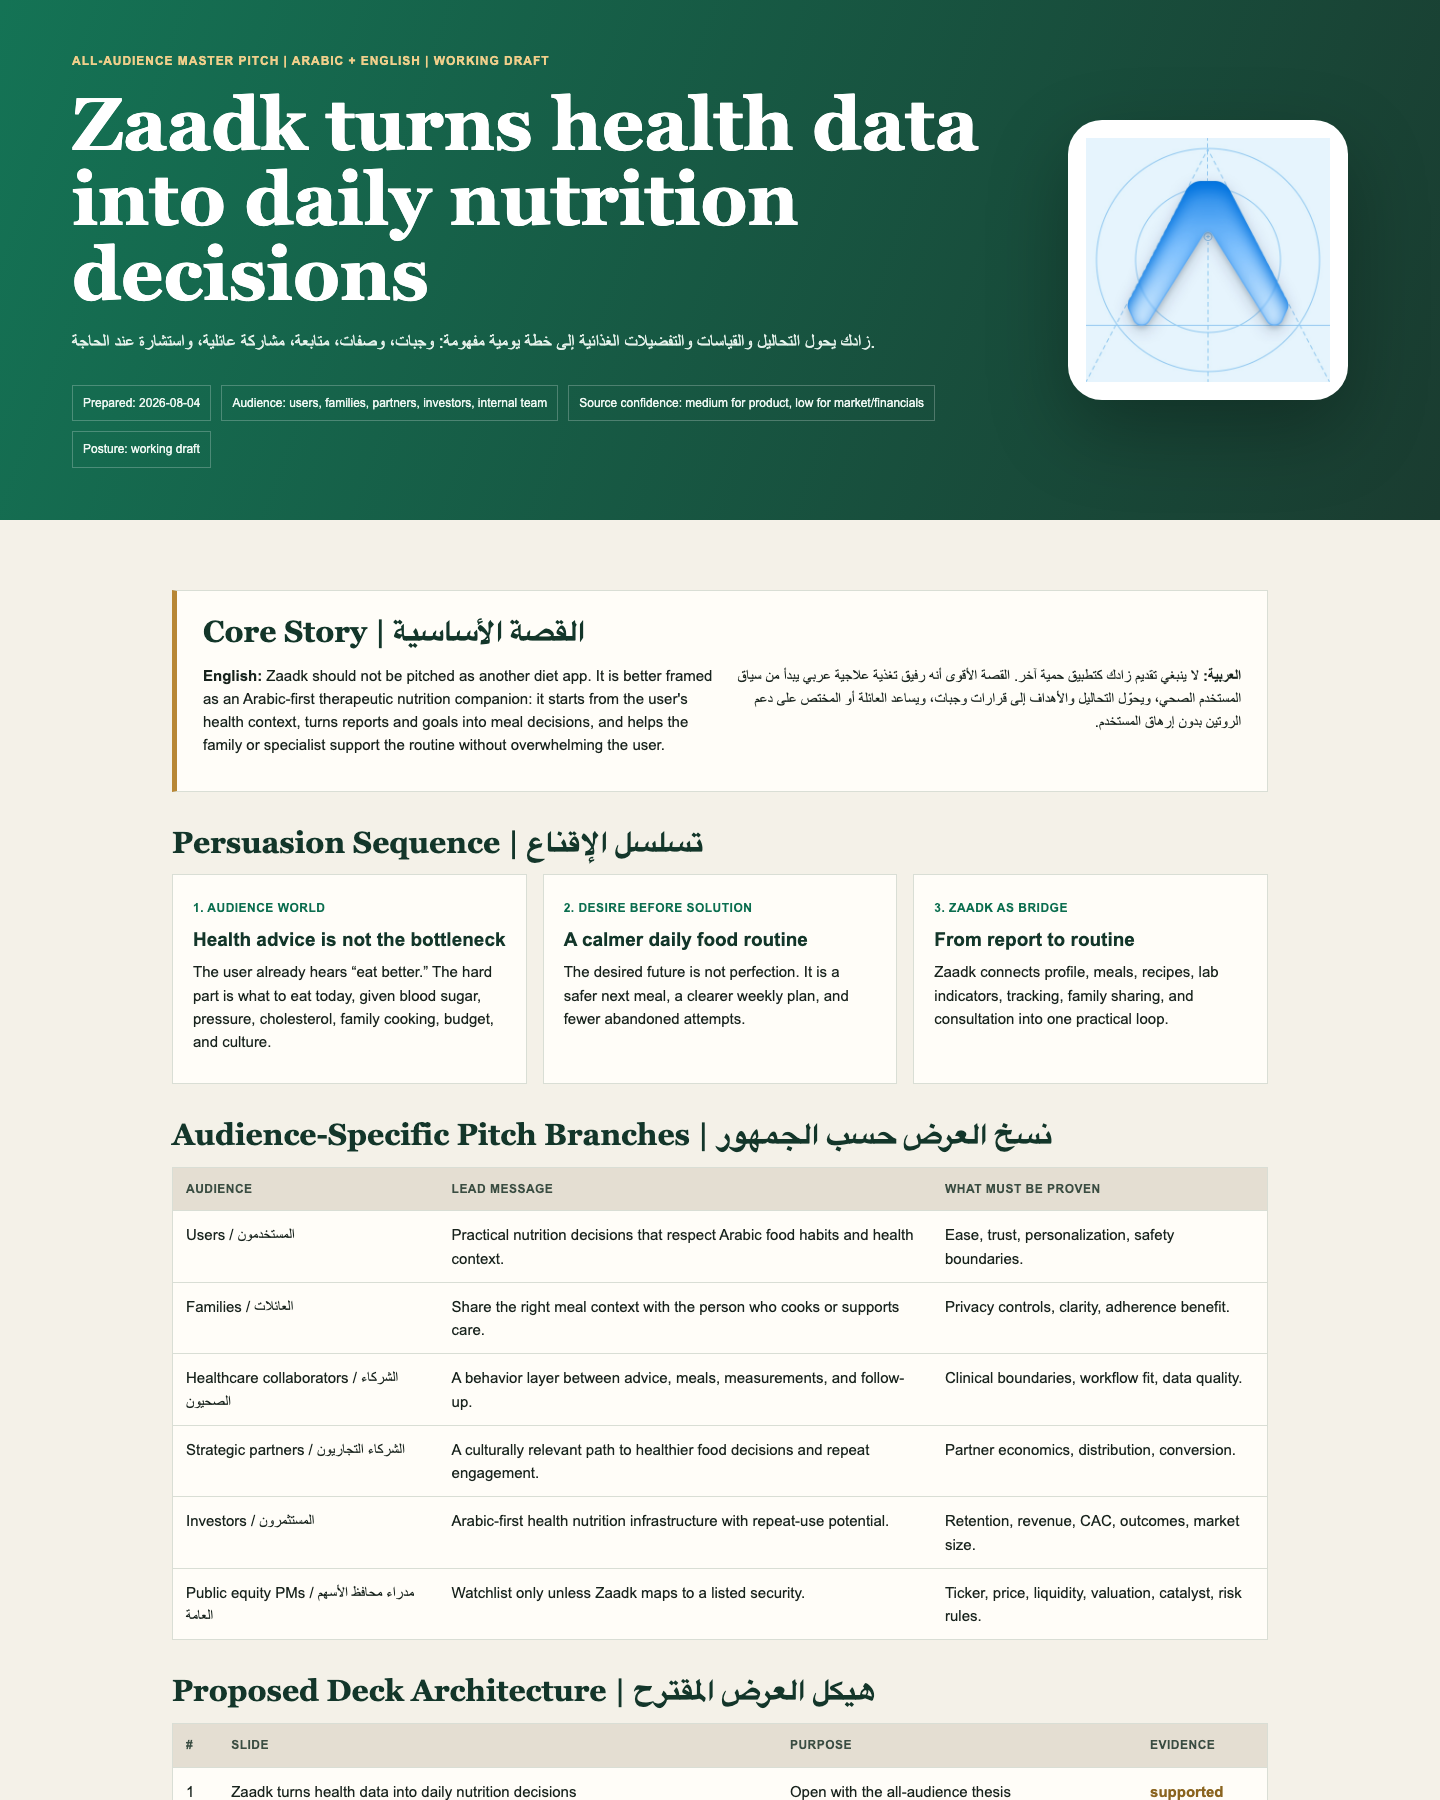 ALL-AUDIENCE MASTER PITCH | ARABIC + ENGLISH | WORKING DRAFT
Zaadk turns health data
into daily nutrition
decisions
زادك يحول التحاليل والقياسات والتفضيلات الغذائية إلى خطة يومية مفهومة: وجبات، وصفات، متابعة، مشاركة عائلية، واستشارة عند الحاجة.
Prepared: 2026-08-04
Audience: users, families, partners, investors, internal team
Source confidence: medium for product, low for market/financials
Posture: working draft
Core Story | القصة الأساسية
English: Zaadk should not be pitched as another diet app. It is better framed
as an Arabic-first therapeutic nutrition companion: it starts from the user's
health context, turns reports and goals into meal decisions, and helps the
family or specialist support the routine without overwhelming the user.
العربية: لا ينبغي تقديم زادك كتطبيق حمية آخر. القصة الأقوى أنه رفيق تغذية علاجية عربي يبدأ من سياق
المستخدم الصحي، ويحوّل التحاليل والأهداف إلى قرارات وجبات، ويساعد العائلة أو المختص على دعم
الروتين بدون إرهاق المستخدم.
Persuasion Sequence | تسلسل الإقناع
1. AUDIENCE WORLD
Health advice is not the bottleneck
The user already hears “eat better.” The hard
part is what to eat today, given blood sugar,
pressure, cholesterol, family cooking, budget,
and culture.
2. DESIRE BEFORE SOLUTION
A calmer daily food routine
The desired future is not perfection. It is a
safer next meal, a clearer weekly plan, and
fewer abandoned attempts.
3. ZAADK AS BRIDGE
From report to routine
Zaadk connects profile, meals, recipes, lab
indicators, tracking, family sharing, and
consultation into one practical loop.
Audience-Specific Pitch Branches | نسخ العرض حسب الجمهور
AUDIENCE
LEAD MESSAGE
WHAT MUST BE PROVEN
Users / المستخدمون
Practical nutrition decisions that respect Arabic food habits and health
context.
Ease, trust, personalization, safety
boundaries.
Families / العائلات
Share the right meal context with the person who cooks or supports
care.
Privacy controls, clarity, adherence benefit.
Healthcare collaborators / الشركاء
الصحيون
A behavior layer between advice, meals, measurements, and follow-
up.
Clinical boundaries, workflow fit, data quality.
Strategic partners / الشركاء التجاريون
A culturally relevant path to healthier food decisions and repeat
engagement.
Partner economics, distribution, conversion.
Investors / المستثمرون
Arabic-first health nutrition infrastructure with repeat-use potential.
Retention, revenue, CAC, outcomes, market
size.
Public equity PMs / مدراء محافظ الأسهم
العامة
Watchlist only unless Zaadk maps to a listed security.
Ticker, price, liquidity, valuation, catalyst, risk
rules.
Proposed Deck Architecture | هيكل العرض المقترح
#
SLIDE
PURPOSE
EVIDENCE
1
Zaadk turns health data into daily nutrition decisions
Open with the all-audience thesis
supported